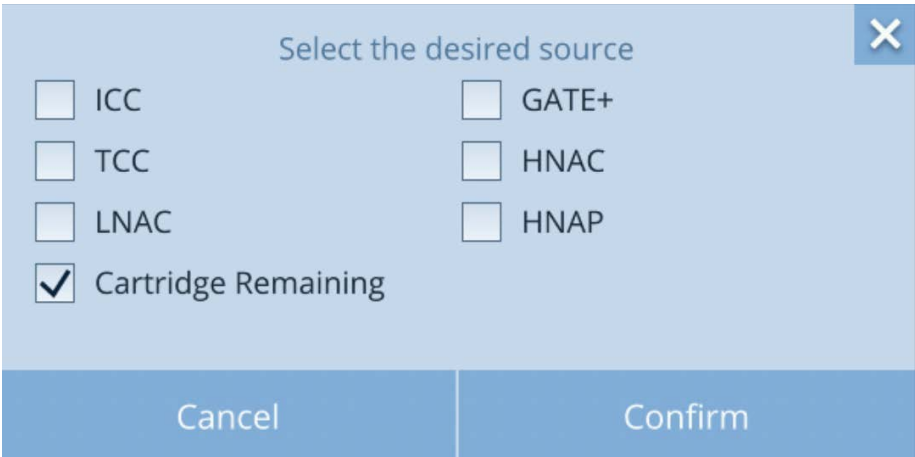 Select the desired source
ICC
GATE+
TCC
HNAC
LNAC
HNAP
Cartridge Remaining
Cancel
Confirm